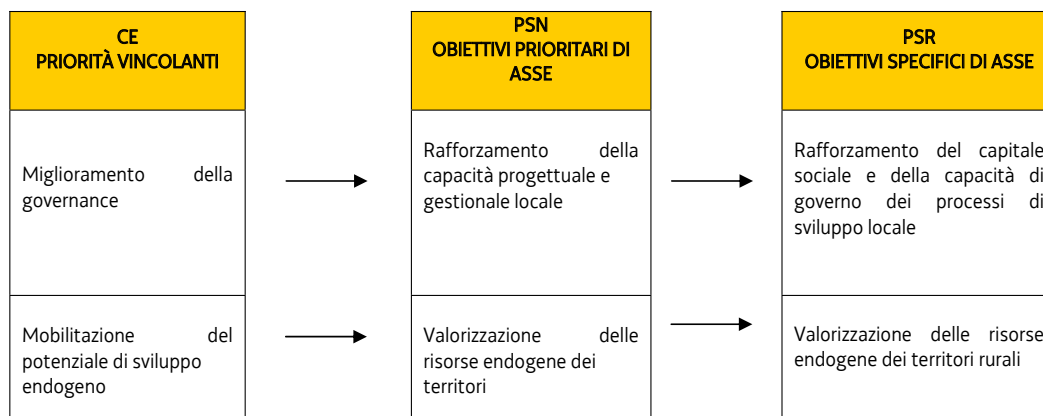 CE
PRIORITÀ VINCOLANTI
PSN
OBIETTIVI PRIORITARI DI
ASSE
PSR
OBIETTIVI SPECIFICI DI ASSE
Miglioramento della
governance
Rafforzamento della
capacità progettuale e
gestionale locale
Rafforzamento del capitale
sociale e della capacità di
governo dei processi di
sviluppo locale
Mobilitazione del
potenziale di sviluppo
endogeno
Valorizzazione delle
risorse endogene dei
territori
Valorizzazione delle risorse
endogene dei territori rurali